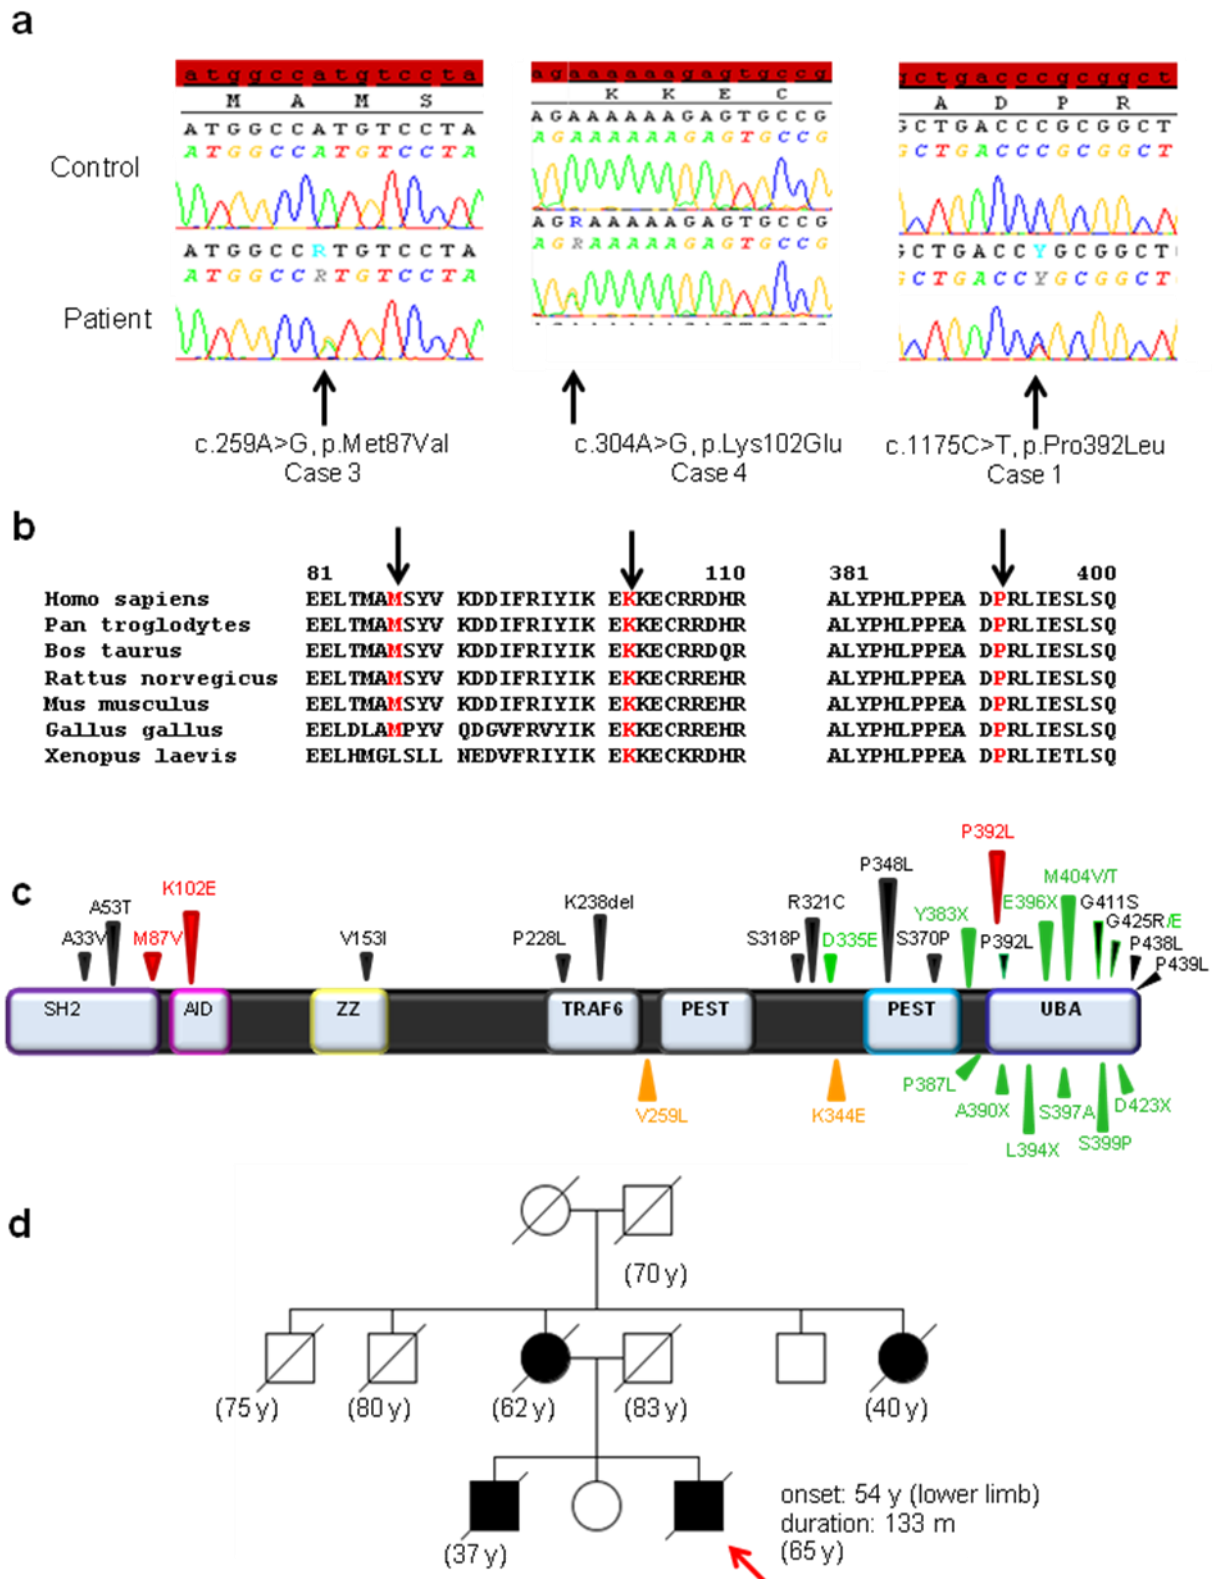 a
atggccatgtccta
M A M S
ATGGCCATGTCCTA
ATGGCCATGTCCTA
Control
ATGGCCRTGTCCTA
ATGGCCRTGTCCTA
Patient
c.259A>G, p.Met87Val
Case 3
agaaaaaagagtgccg
K K E C
AGAAAAAAGAGTGCCG
AGAAAAAAGAGTGCCG
AGRAAAAAGAGTGCCG
AGRAAAAAGAGTGCCG
c.304A>G, p.Lys102Glu
Case 4
gctgacccgcggct
A D P R
GCTGACCCGCGGCT
GCTGACCCGCGGCT
GCTGACCYGCGGCT
GCTGACCYGCGGCT
c.1175C>T, p.Pro392Leu
Case 1
b
81 110 381 400
Homo sapiens EELTMAMSYV KDDIFRIYIK EKKECRRDHR ALYPHLPPEA DPRLIESLSQ
Pan troglodytes EELTMAMSYV KDDIFRIYIK EKKECRRDHR ALYPHLPPEA DPRLIESLSQ
Bos taurus EELTMAMSYV KDDIFRIYIK EKKECRRDQR ALYPHLPPEA DPRLIESLSQ
Rattus norvegicus EELTMAMSYV KDDIFRIYIK EKKECRREHR ALYPHLPPEA DPRLIESLSQ
Mus musculus EELTMAMSYV KDDIFRIYIK EKKECRREHR ALYPHLPPEA DPRLIESLSQ
Gallus gallus EELDLAMPYV QDGVFRVYIK EKKECRREHR ALYPHLPPEA DPRLIESLSQ
Xenopus laevis EELHMGLSLL NEDVFRIYIK EKKECKRDHR ALYPHLPPEA DPRLIETLSQ
c
A33V A53T M87V K102E V153I P228L K238del S318P R321C D335E P348L S370P Y383X P392L P392L E396X M404V/T G411S G425R/E P438L P439L
SH2 AID ZZ TRAF6 PEST PEST UBA
V259L K344E P387L A390X L394X S397A S399P D423X
d
(70 y)
(75 y) (80 y) (62 y) (83 y) (40 y)
onset: 54 y (lower limb)
duration: 133 m
(37 y) (65 y)